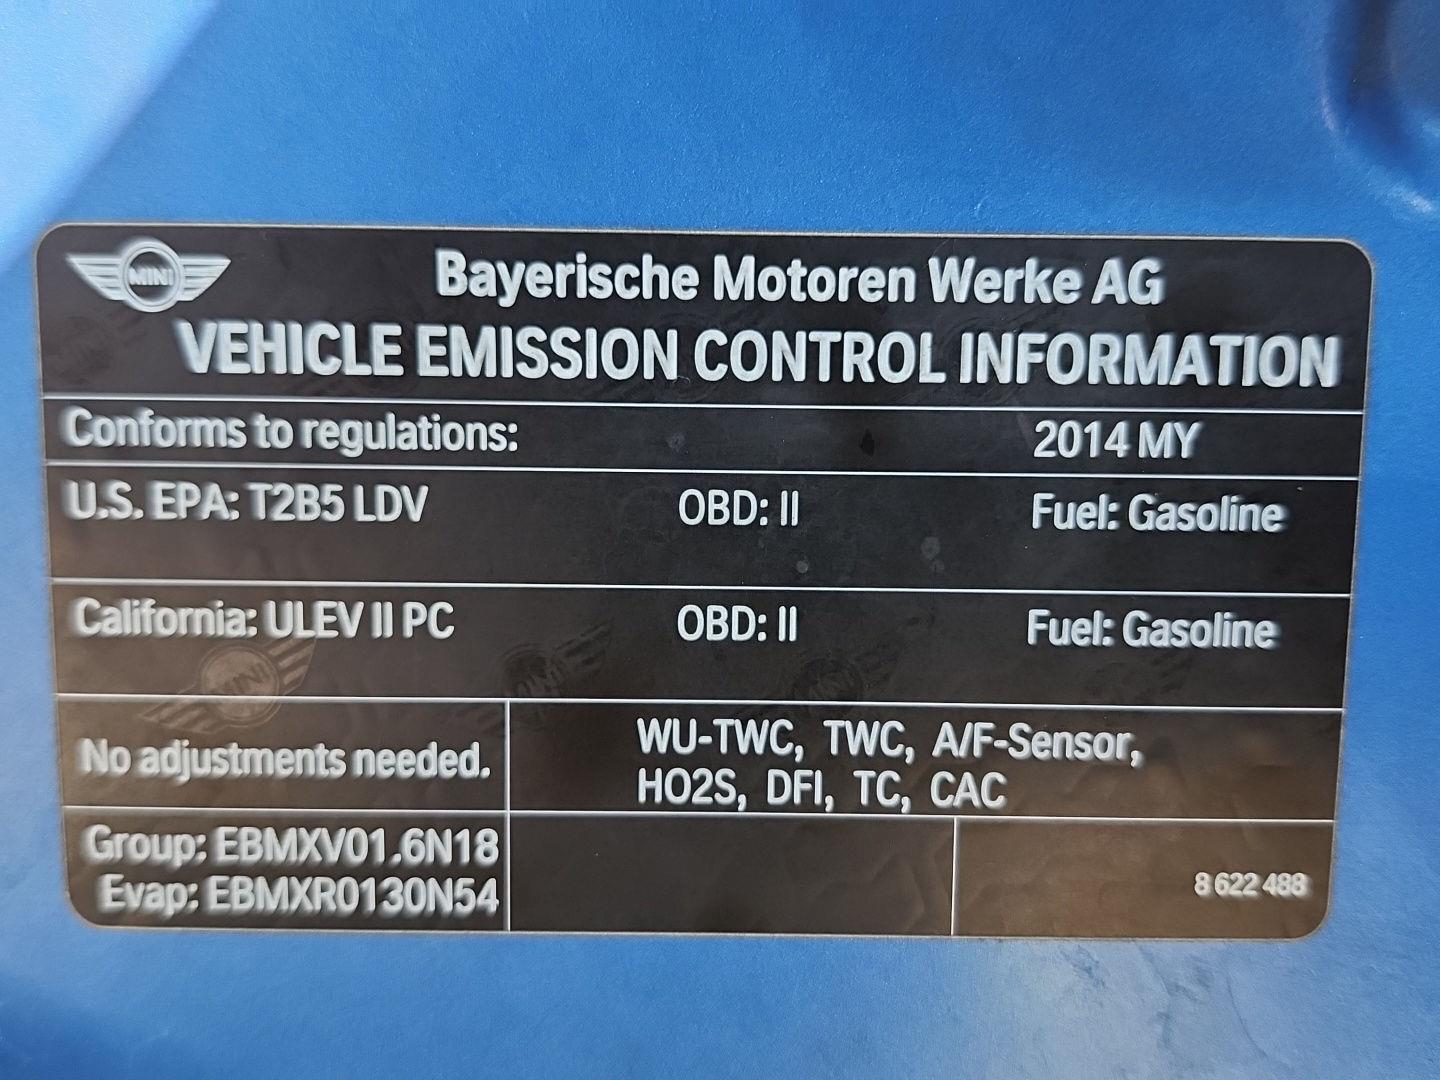 MINI
Bayerische Motoren Werke AG
VEHICLE EMISSION CONTROL INFORMATION
Conforms to regulations: 2014 MY
U.S. EPA: T2B5 LDV OBD: II Fuel: Gasoline
California: ULEV II PC OBD: II Fuel: Gasoline
No adjustments needed.
WU-TWC, TWC, A/F-Sensor,
HO2S, DFI, TC, CAC
Group: EBMXV01.6N18
Evap: EBMXR0130N54
8 622 488